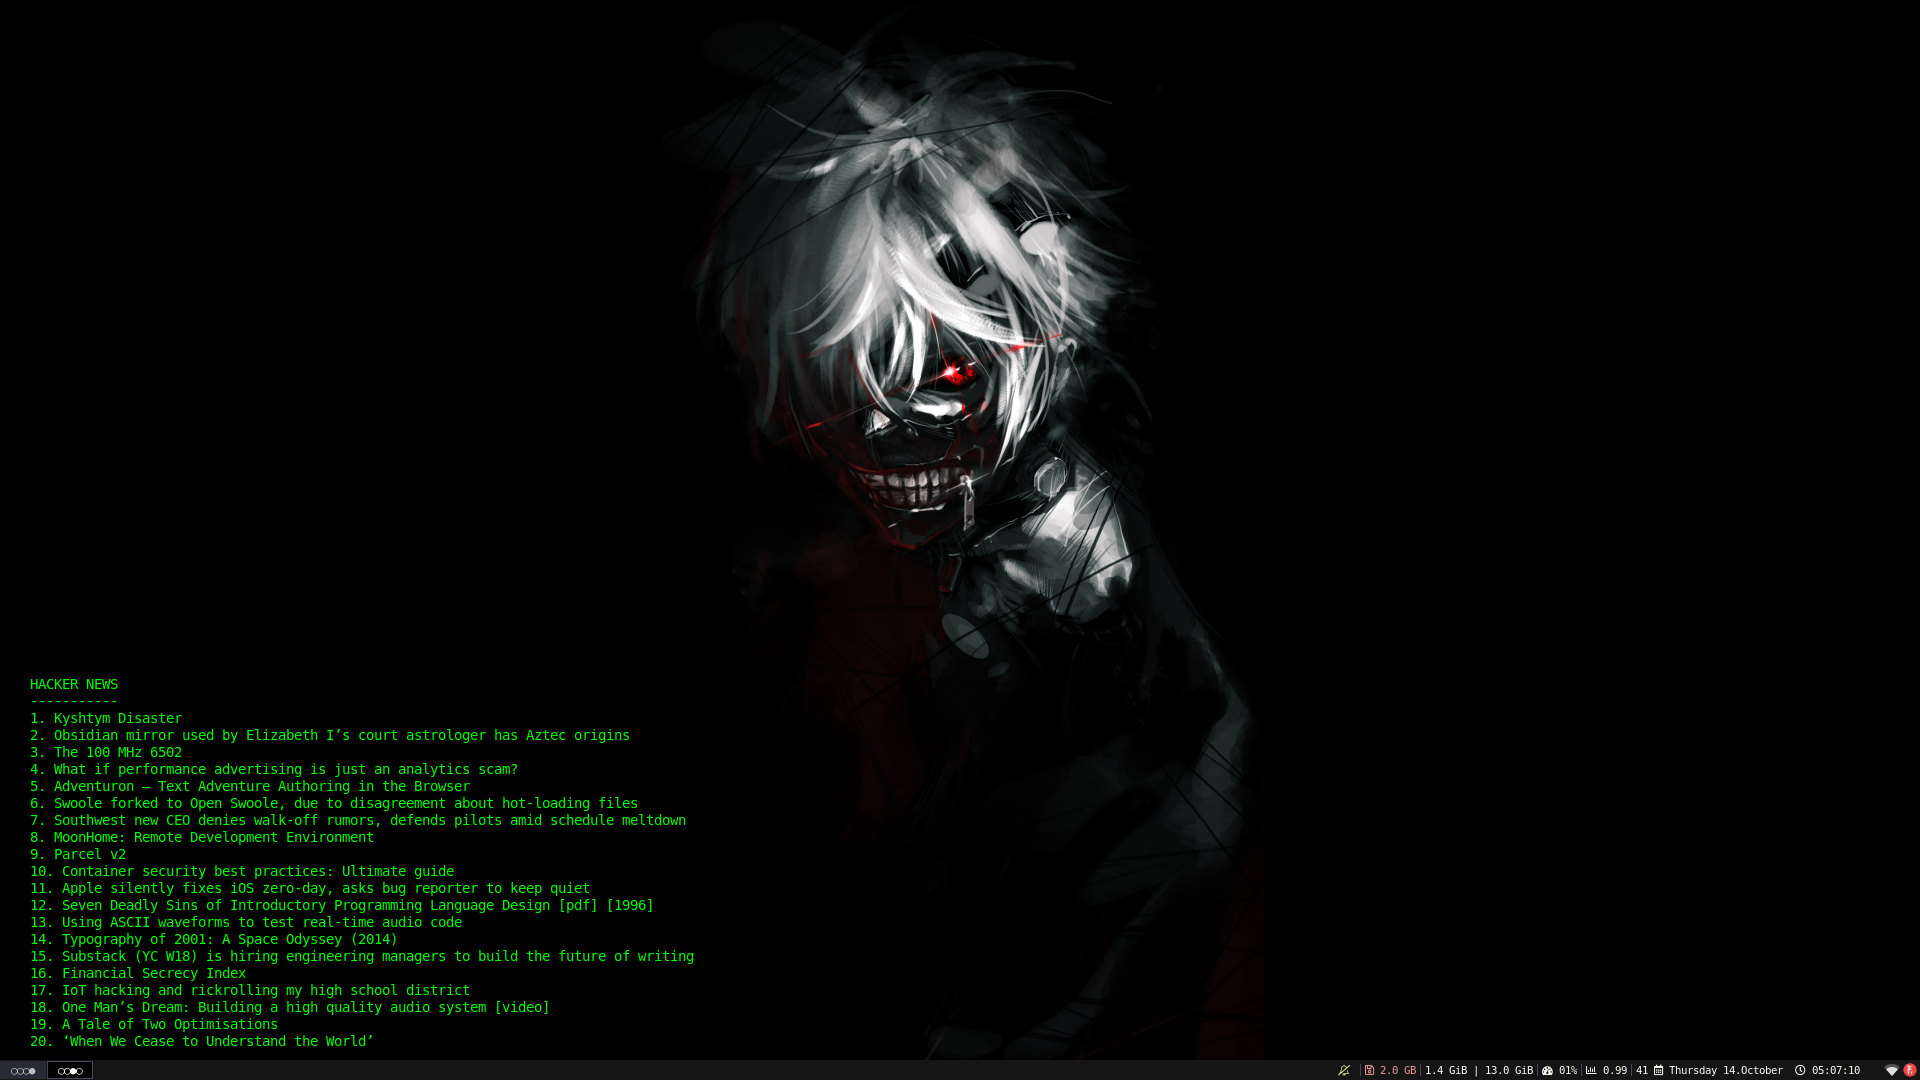 HACKER NEWS
-----------
1. Kyshtym Disaster
2. Obsidian mirror used by Elizabeth I’s court astrologer has Aztec origins
3. The 100 MHz 6502
4. What if performance advertising is just an analytics scam?
5. Adventuron – Text Adventure Authoring in the Browser
6. Swoole forked to Open Swoole, due to disagreement about hot-loading files
7. Southwest new CEO denies walk-off rumors, defends pilots amid schedule meltdown
8. MoonHome: Remote Development Environment
9. Parcel v2
10. Container security best practices: Ultimate guide
11. Apple silently fixes iOS zero-day, asks bug reporter to keep quiet
12. Seven Deadly Sins of Introductory Programming Language Design [pdf] [1996]
13. Using ASCII waveforms to test real-time audio code
14. Typography of 2001: A Space Odyssey (2014)
15. Substack (YC W18) is hiring engineering managers to build the future of writing
16. Financial Secrecy Index
17. IoT hacking and rickrolling my high school district
18. One Man’s Dream: Building a high quality audio system [video]
19. A Tale of Two Optimisations
20. ‘When We Cease to Understand the World’
2.0 GB 1.4 GiB | 13.0 GiB 01% 0.99 41 Thursday 14.October 05:07:10